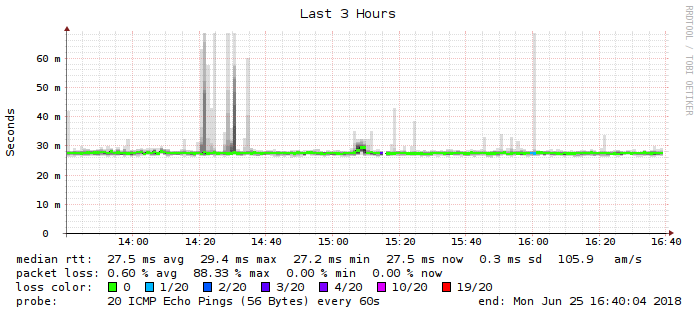 Last 3 Hours
RRDTOOL / TOBI OETIKER
Seconds
60 m
50 m
40 m
30 m
20 m
10 m
0
14:00 14:20 14:40 15:00 15:20 15:40 16:00 16:20 16:40
median rtt: 27.5 ms avg 29.4 ms max 27.2 ms min 27.5 ms now 0.3 ms sd 105.9 am/s
packet loss: 0.60 % avg 88.33 % max 0.00 % min 0.00 % now
loss color: 0 1/20 2/20 3/20 4/20 10/20 19/20
probe: 20 ICMP Echo Pings (56 Bytes) every 60s end: Mon Jun 25 16:40:04 2018